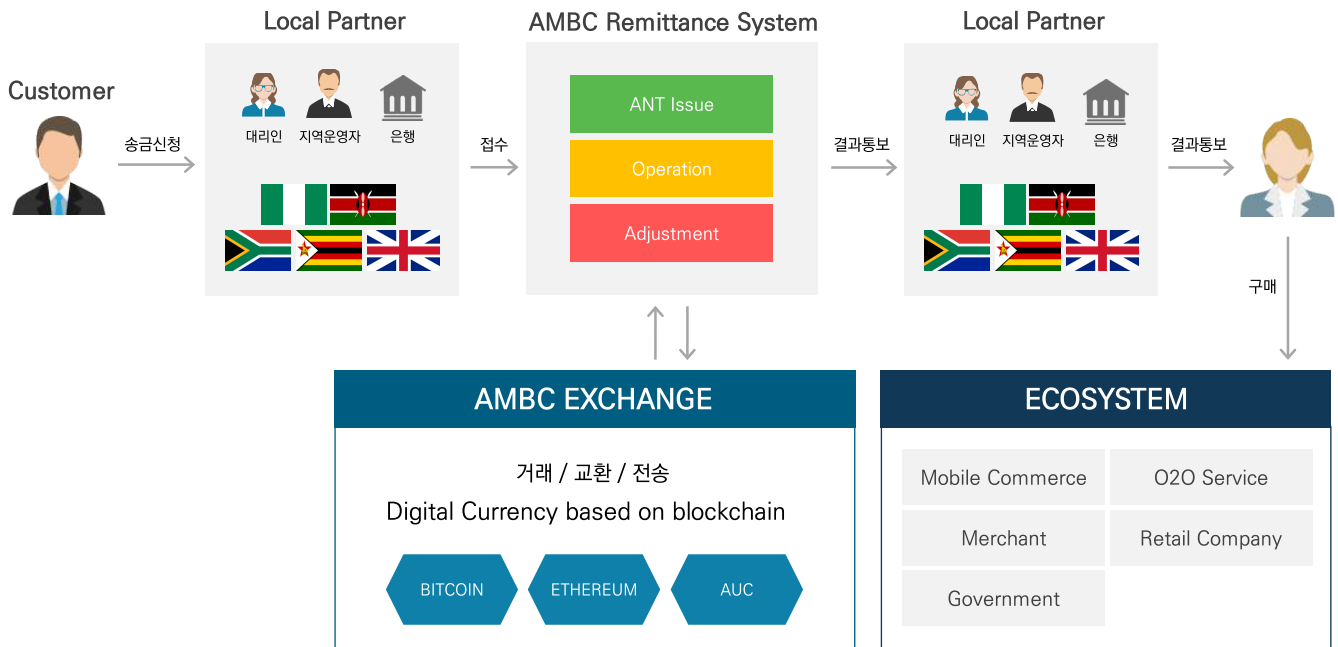 Local Partner
AMBC Remittance System
Local Partner
Customer
대리인
지역운영자
은행
ANT Issue
Operation
Adjustment
대리인
지역운영자
은행
송금신청
접수
결과통보
결과통보
구매
AMBC EXCHANGE
거래 / 교환 / 전송
Digital Currency based on blockchain
BITCOIN
ETHEREUM
AUC
ECOSYSTEM
Mobile Commerce
O2O Service
Merchant
Retail Company
Government